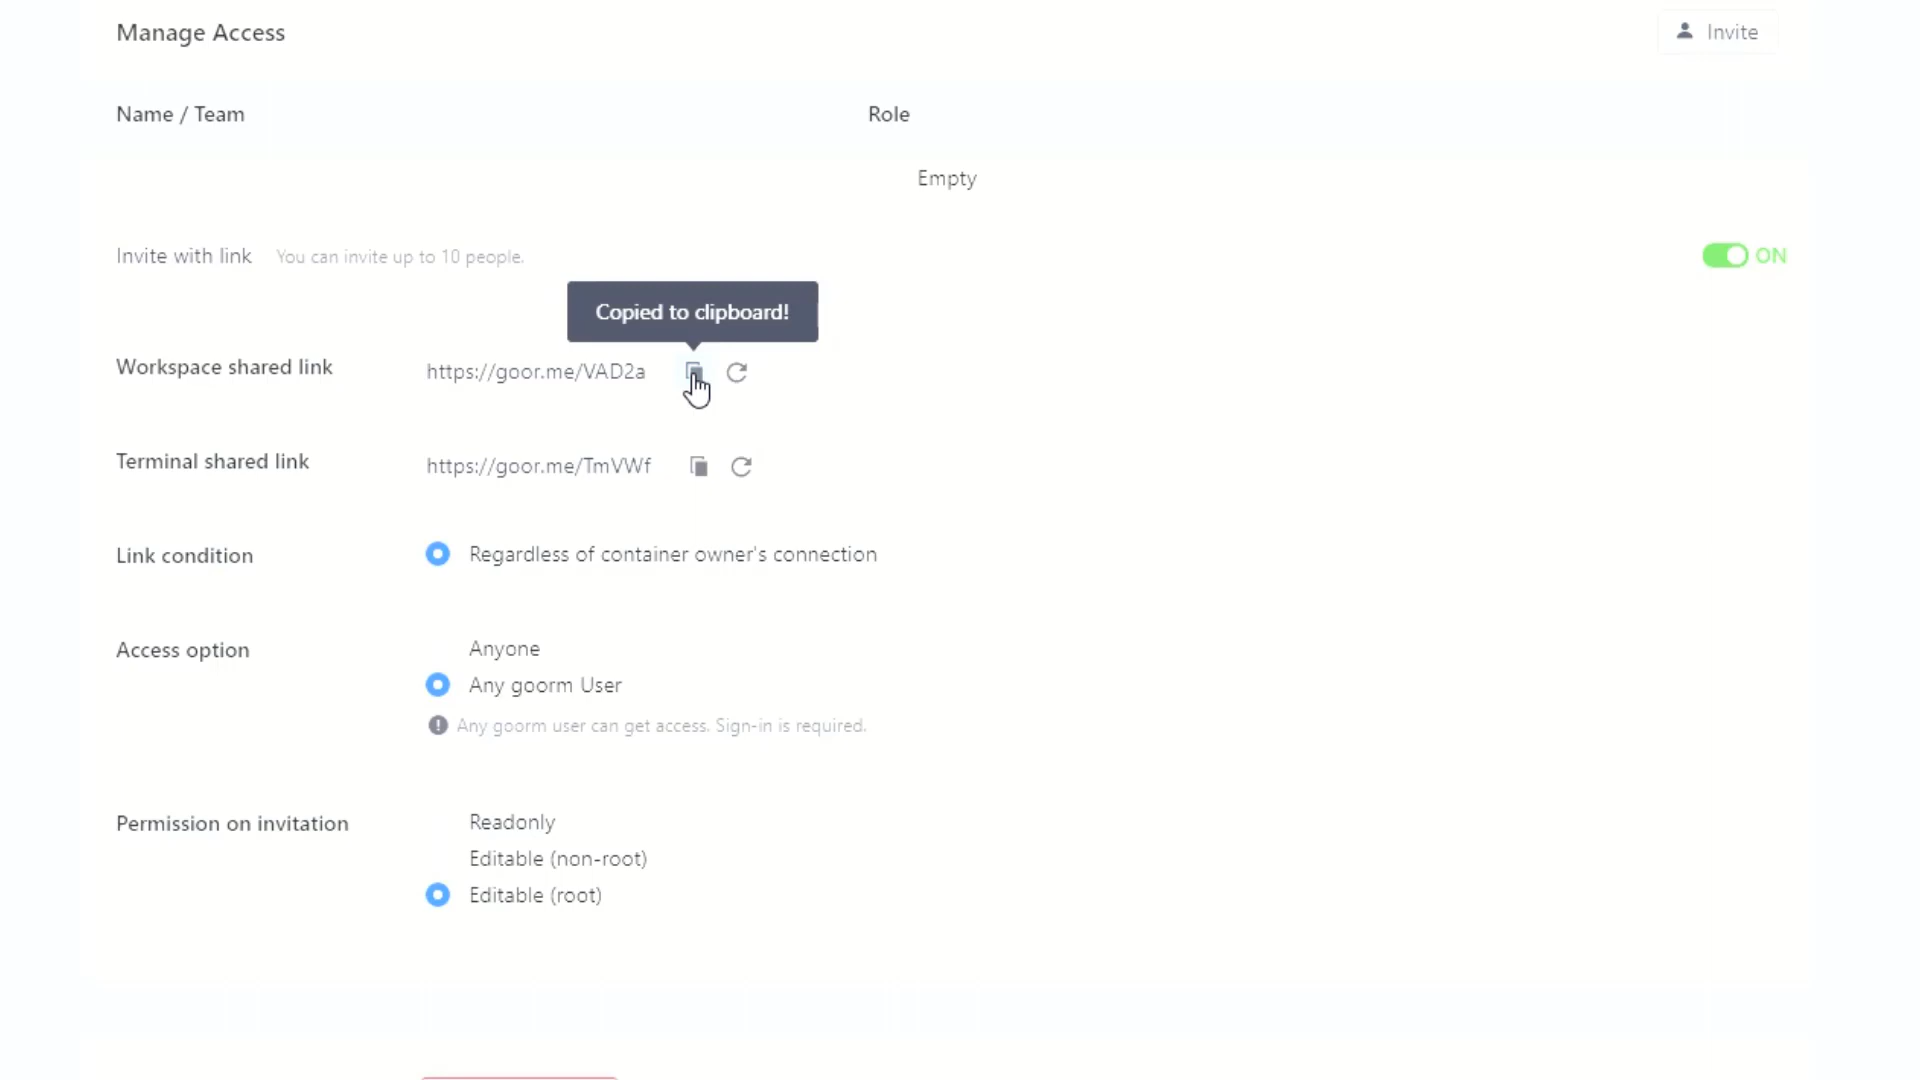 Manage Access
Invite
Name / Team
Role
Empty
Invite with link
You can invite up to 10 people.
ON
Copied to clipboard!
Workspace shared link
https://goor.me/VAD2a
Terminal shared link
https://goor.me/TmVWf
Link condition
Regardless of container owner's connection
Access option
Anyone
Any goorm User
Any goorm user can get access. Sign-in is required.
Permission on invitation
Readonly
Editable (non-root)
Editable (root)